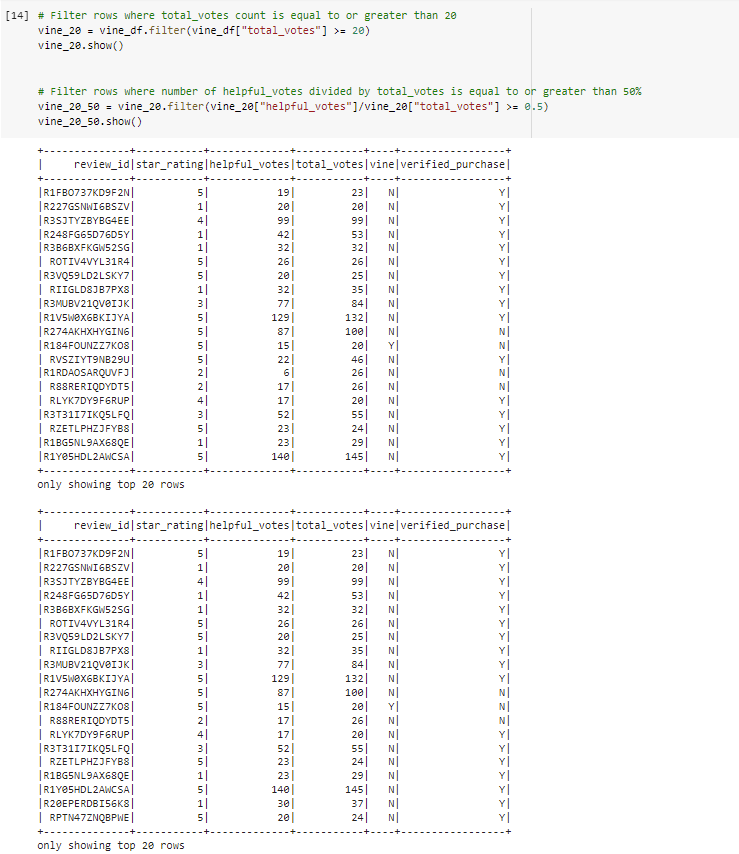 [14] # Filter rows where total_votes count is equal to or greater than 20
vine_20 = vine_df.filter(vine_df["total_votes"] >= 20)
vine_20.show()
# Filter rows where number of helpful_votes divided by total_votes is equal to or greater than 50%
vine_20_50 = vine_20.filter(vine_20["helpful_votes"]/vine_20["total_votes"] >= 0.5)
vine_20_50.show()
+--------------+-----------+-------------+-----------+----+-----------------+
|     review_id|star_rating|helpful_votes|total_votes|vine|verified_purchase|
+--------------+-----------+-------------+-----------+----+-----------------+
|R1FBO737KD9F2N|          5|           19|         23|   N|                Y|
|R227GSNWI6BSZV|          1|           20|         20|   N|                Y|
|R3SJTYZBYBG4EE|          4|           99|         99|   N|                Y|
|R248FG65D76D5Y|          1|           42|         53|   N|                Y|
|R3B6BXFKGW52SG|          1|           32|         32|   N|                Y|
| ROTIV4VYL31R4|          5|           26|         26|   N|                Y|
|R3VQ59LD2LSKY7|          5|           20|         25|   N|                Y|
| RIIGLD8JB7PX8|          1|           32|         35|   N|                Y|
|R3MUBV21QV0IJK|          3|           77|         84|   N|                Y|
|R1V5W0X6BKIJYA|          5|          129|        132|   N|                Y|
|R274AKHXHYGIN6|          5|           87|        100|   N|                N|
|R184FOUNZZ7KO8|          5|           15|         20|   Y|                N|
| RVSZIYT9NB29U|          5|           22|         46|   N|                Y|
|R1RDAOSARQUVFJ|          2|            6|         26|   N|                N|
| R88RERIQDYDT5|          2|           17|         26|   N|                N|
| RLYK7DY9F6RUP|          4|           17|         20|   N|                Y|
|R3T31I7IKQ5LFQ|          3|           52|         55|   N|                Y|
| RZETLPHZJFYB8|          5|           23|         24|   N|                Y|
|R1BG5NL9AX68QE|          1|           23|         29|   N|                Y|
|R1Y05HDL2AWCSA|          5|          140|        145|   N|                Y|
+--------------+-----------+-------------+-----------+----+-----------------+
only showing top 20 rows
+--------------+-----------+-------------+-----------+----+-----------------+
|     review_id|star_rating|helpful_votes|total_votes|vine|verified_purchase|
+--------------+-----------+-------------+-----------+----+-----------------+
|R1FBO737KD9F2N|          5|           19|         23|   N|                Y|
|R227GSNWI6BSZV|          1|           20|         20|   N|                Y|
|R3SJTYZBYBG4EE|          4|           99|         99|   N|                Y|
|R248FG65D76D5Y|          1|           42|         53|   N|                Y|
|R3B6BXFKGW52SG|          1|           32|         32|   N|                Y|
| ROTIV4VYL31R4|          5|           26|         26|   N|                Y|
|R3VQ59LD2LSKY7|          5|           20|         25|   N|                Y|
| RIIGLD8JB7PX8|          1|           32|         35|   N|                Y|
|R3MUBV21QV0IJK|          3|           77|         84|   N|                Y|
|R1V5W0X6BKIJYA|          5|          129|        132|   N|                Y|
|R274AKHXHYGIN6|          5|           87|        100|   N|                N|
|R184FOUNZZ7KO8|          5|           15|         20|   Y|                N|
| R88RERIQDYDT5|          2|           17|         26|   N|                N|
| RLYK7DY9F6RUP|          4|           17|         20|   N|                Y|
|R3T31I7IKQ5LFQ|          3|           52|         55|   N|                Y|
| RZETLPHZJFYB8|          5|           23|         24|   N|                Y|
|R1BG5NL9AX68QE|          1|           23|         29|   N|                Y|
|R1Y05HDL2AWCSA|          5|          140|        145|   N|                Y|
|R20EPERDBI56K8|          1|           30|         37|   N|                Y|
| RPTN47ZNQBPWE|          5|           20|         24|   N|                Y|
+--------------+-----------+-------------+-----------+----+-----------------+
only showing top 20 rows